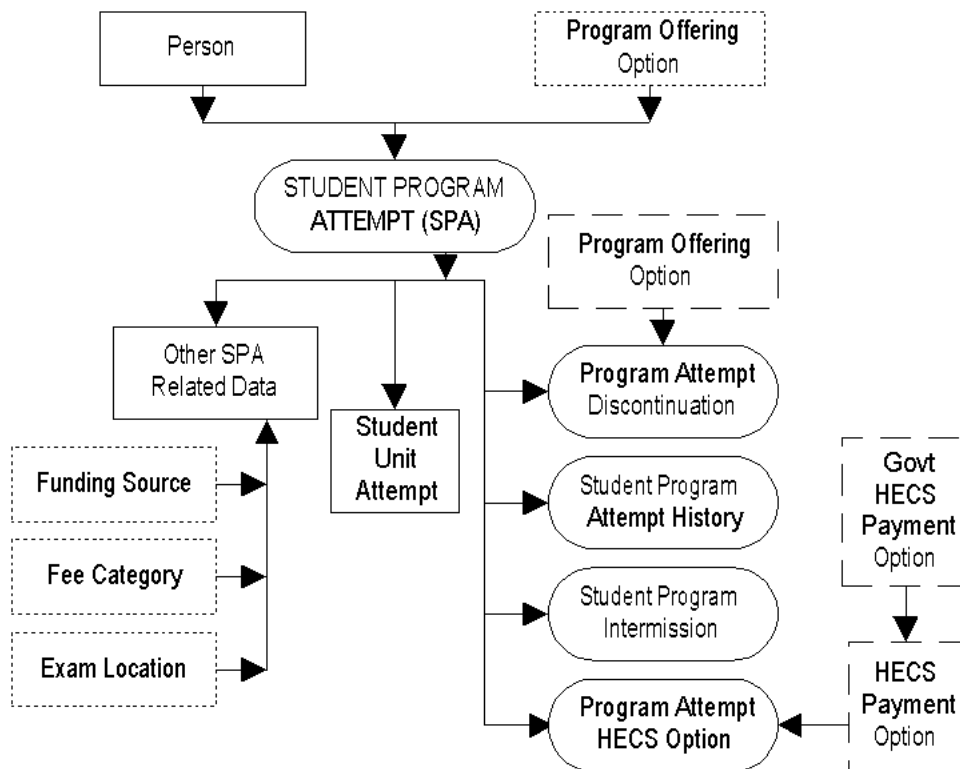 Person
Program Offering
Option
STUDENT PROGRAM
ATTEMPT (SPA)
Program Offering
Option
Other SPA
Related Data
Student
Unit
Attempt
Program Attempt
Discontinuation
Funding Source
Student Program
Attempt History
Govt
HECS
Payment
Option
Fee Category
Student Program
Intermission
Exam Location
Program Attempt
HECS Option
HECS
Payment
Option